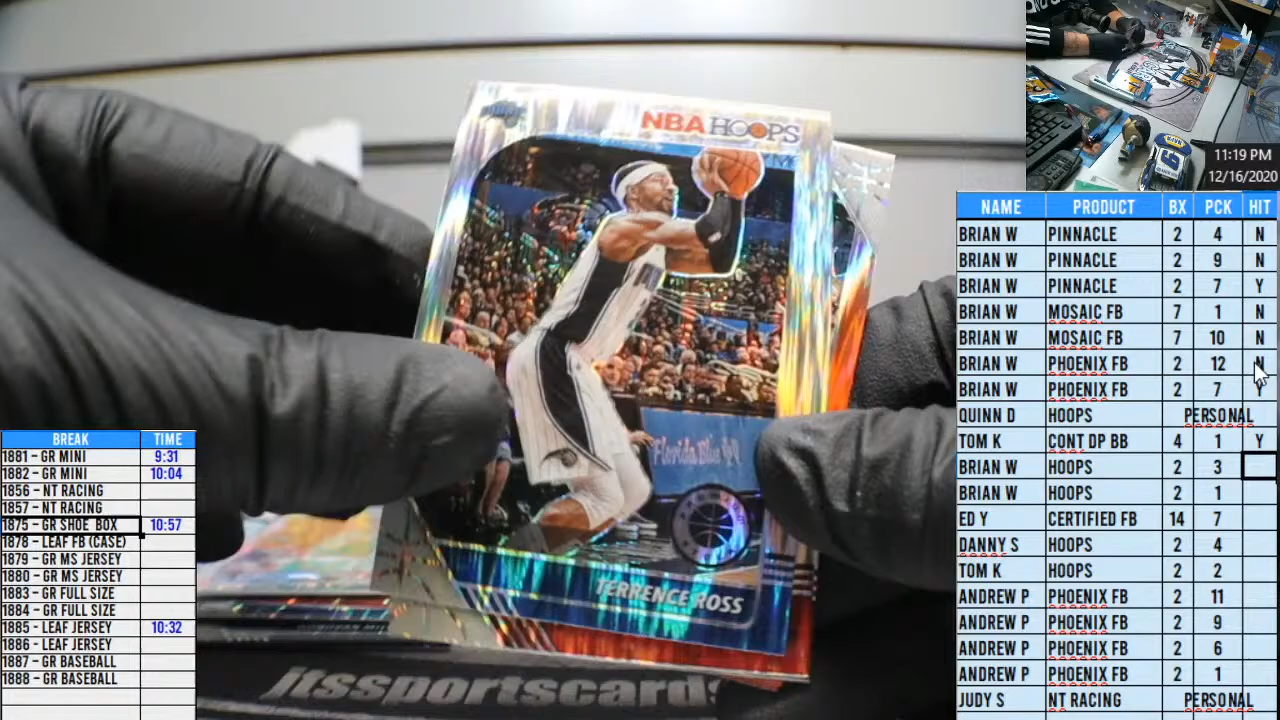 NBA HOOPS
Florida Blue
TERRENCE ROSS
jtssportscards
11:19 PM
12/16/2020
NAME PRODUCT BX PCK HIT
BRIAN W PINNACLE 2 4 N
BRIAN W PINNACLE 2 9 N
BRIAN W PINNACLE 2 7 Y
BRIAN W MOSAIC FB 7 1 N
BRIAN W MOSAIC FB 7 10 N
BRIAN W PHOENIX FB 2 12 N
BRIAN W PHOENIX FB 2 7 Y
QUINN D HOOPS PERSONAL
TOM K CONT DP BB 4 1 Y
BRIAN W HOOPS 2 3
BRIAN W HOOPS 2 1
ED Y CERTIFIED FB 14 7
DANNY S HOOPS 2 4
TOM K HOOPS 2 2
ANDREW P PHOENIX FB 2 11
ANDREW P PHOENIX FB 2 9
ANDREW P PHOENIX FB 2 6
ANDREW P PHOENIX FB 2 1
JUDY S NT RACING PERSONAL
BREAK TIME
1881 - GR MINI 9:31
1882 - GR MINI 10:04
1856 - NT RACING
1857 - NT RACING
1875 - GR SHOE BOX 10:57
1878 - LEAF FB (CASE)
1879 - GR MS JERSEY
1880 - GR MS JERSEY
1883 - GR FULL SIZE
1884 - GR FULL SIZE
1885 - LEAF JERSEY 10:32
1886 - LEAF JERSEY
1887 - GR BASEBALL
1888 - GR BASEBALL